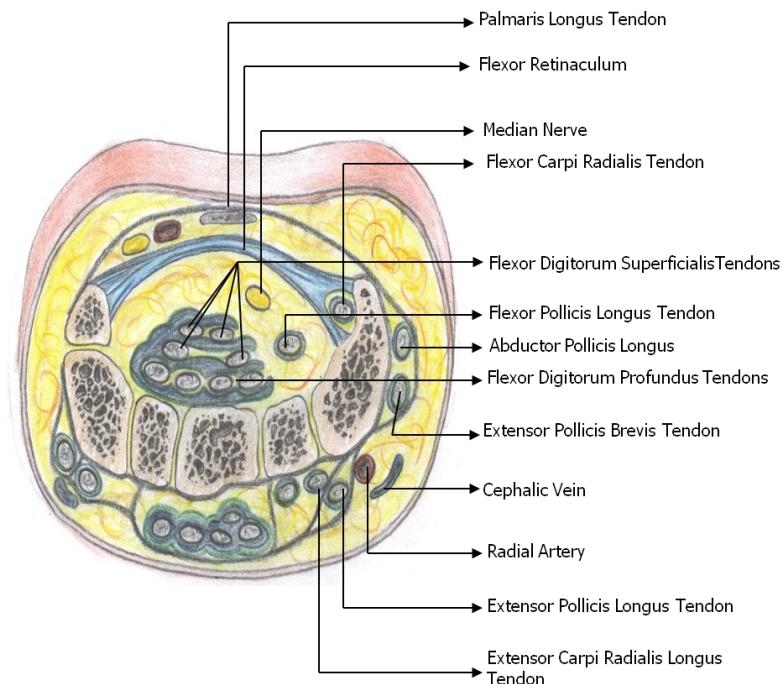 Palmaris Longus Tendon
Flexor Retinaculum
Median Nerve
Flexor Carpi Radialis Tendon
Flexor Digitorum SuperficialisTendons
Flexor Pollicis Longus Tendon
Abductor Pollicis Longus
Flexor Digitorum Profundus Tendons
Extensor Pollicis Brevis Tendon
Cephalic Vein
Radial Artery
Extensor Pollicis Longus Tendon
Extensor Carpi Radialis Longus
Tendon